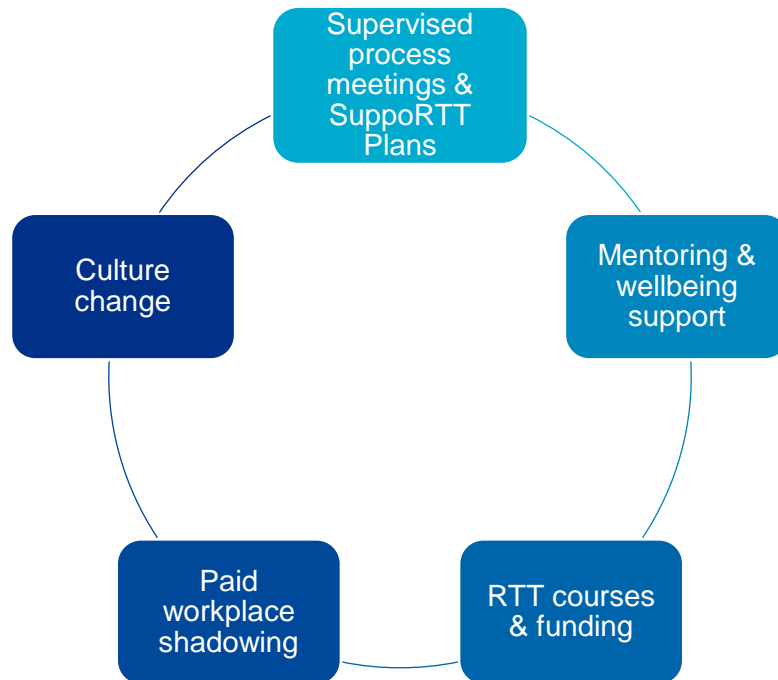 Supervised
process
meetings &
SuppoRTT
Plans
Mentoring &
wellbeing
support
RTT courses
& funding
Paid
workplace
shadowing
Culture
change